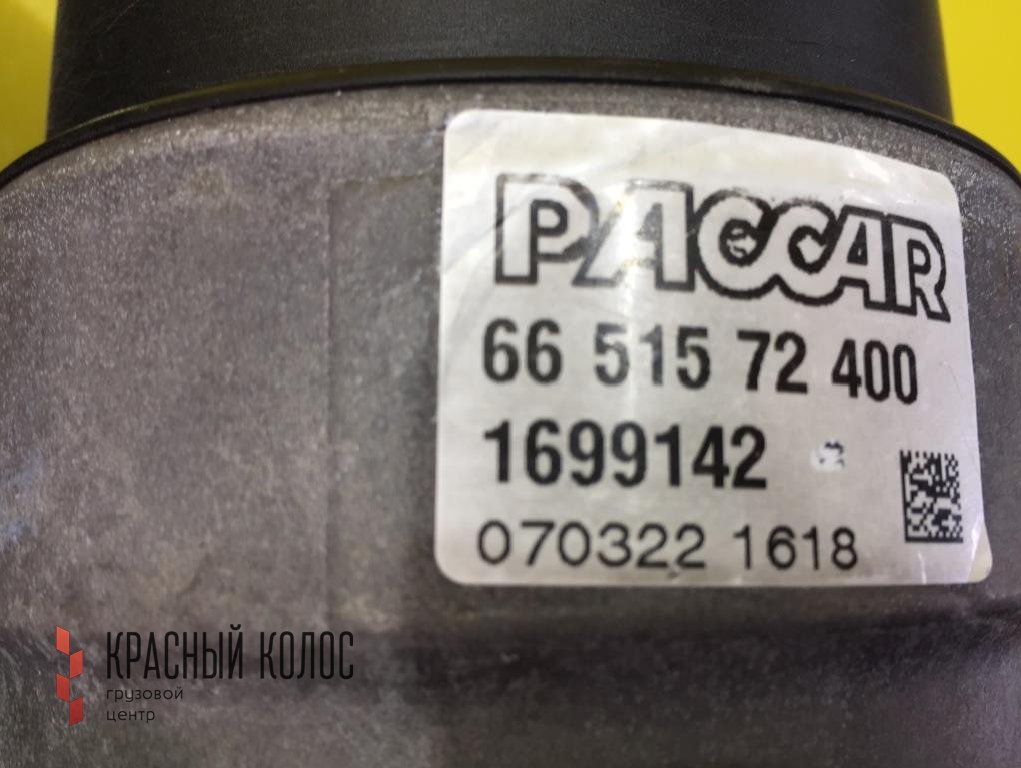 PACCAR
66 515 72 400
1699142
070322 1618
КРАСНЫЙ КОЛОС
грузовой
центр